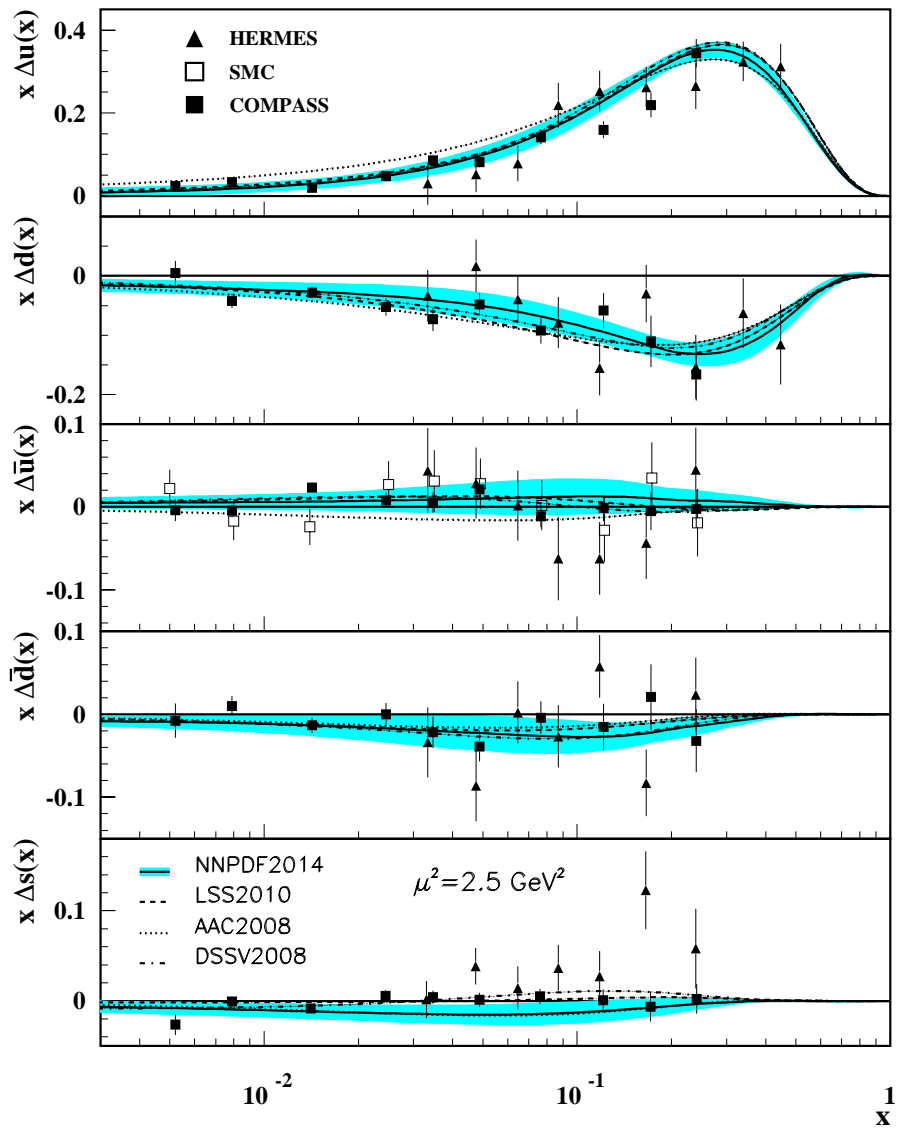 x Δu(x)
0.4
0.2
0
HERMES
SMC
COMPASS
x Δd(x)
0
-0.2
x Δū(x)
0.1
0
-0.1
x Δd̄(x)
0.1
0
-0.1
x Δs(x)
0.1
0
NNPDF2014
LSS2010
AAC2008
DSSV2008
μ²=2.5 GeV²
10⁻²
10⁻¹
1
x